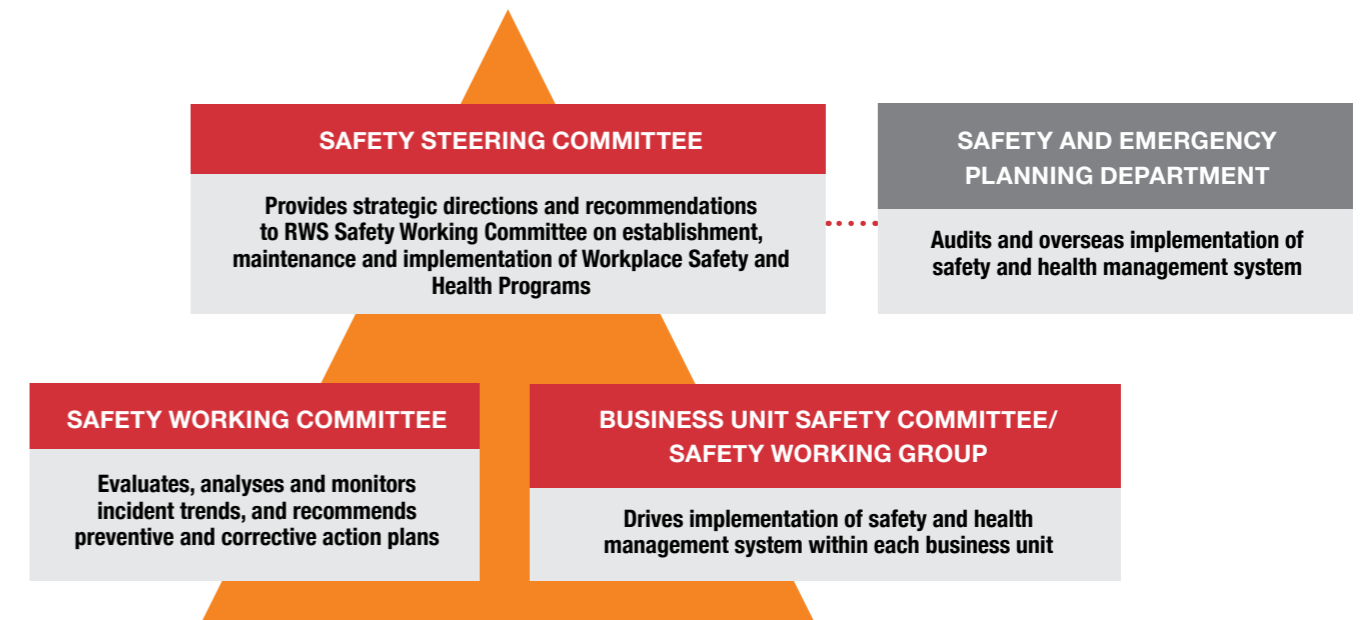 SAFETY STEERING COMMITTEE
Provides strategic directions and recommendations
to RWS Safety Working Committee on establishment,
maintenance and implementation of Workplace Safety and
Health Programs
SAFETY AND EMERGENCY
PLANNING DEPARTMENT
Audits and overseas implementation of
safety and health management system
SAFETY WORKING COMMITTEE
Evaluates, analyses and monitors
incident trends, and recommends
preventive and corrective action plans
BUSINESS UNIT SAFETY COMMITTEE/
SAFETY WORKING GROUP
Drives implementation of safety and health
management system within each business unit